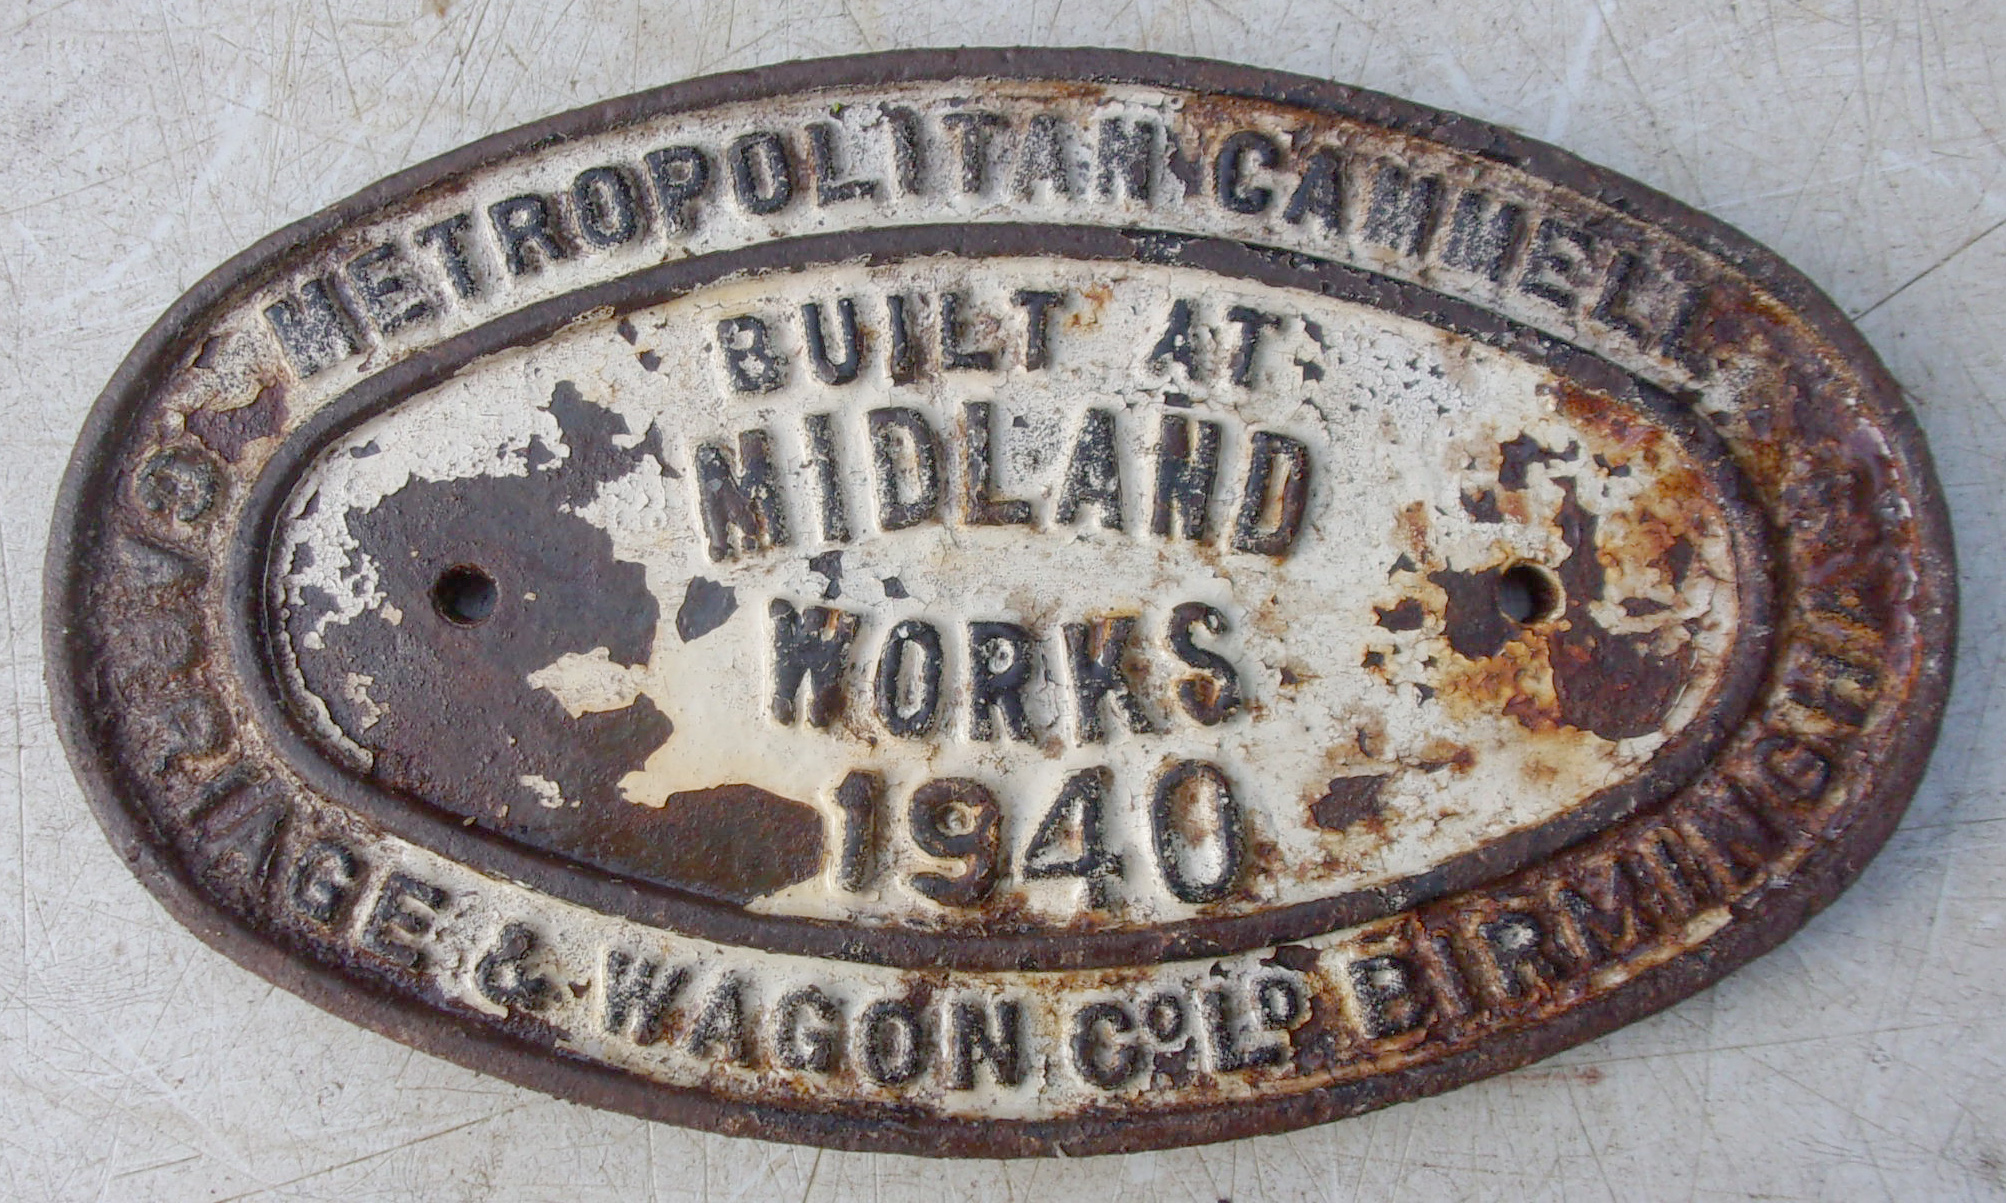 METROPOLITAN CAMMELL
CARRIAGE & WAGON Cº Lᴰ BIRMINGHAM
BUILT AT
MIDLAND
WORKS
1940